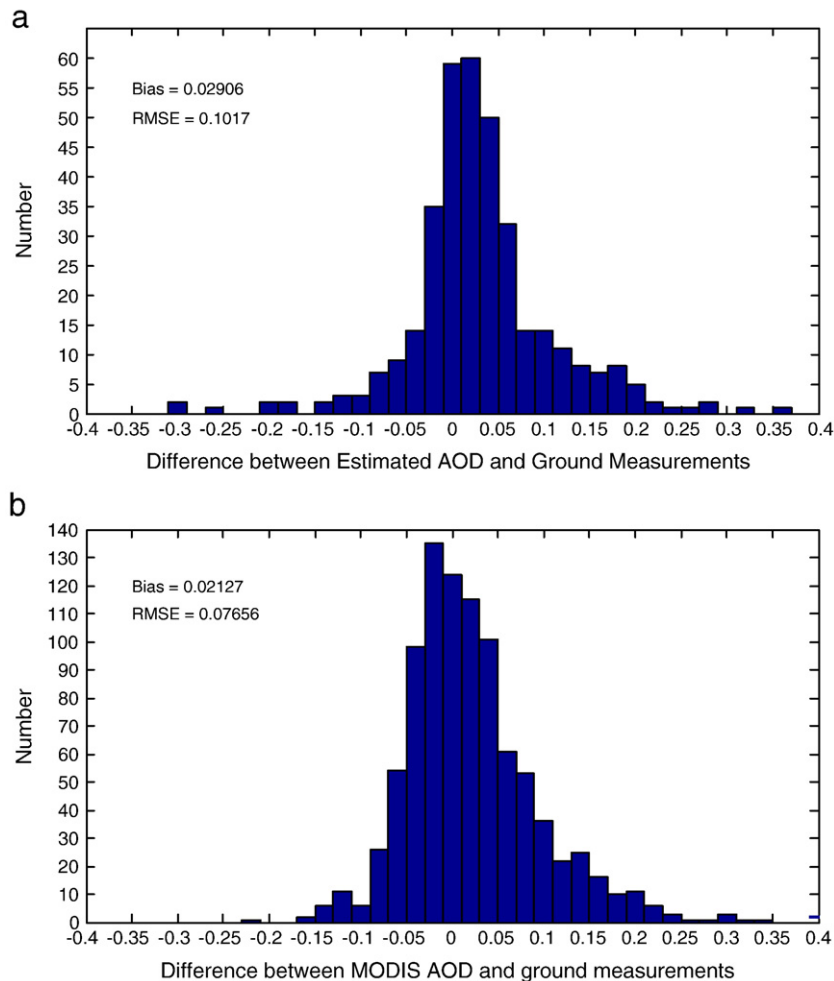 a
60
55
50
45
40
35
30
25
20
15
10
5
0
Number
Bias = 0.02906
RMSE = 0.1017
-0.4 -0.35 -0.3 -0.25 -0.2 -0.15 -0.1 -0.05 0 0.05 0.1 0.15 0.2 0.25 0.3 0.35 0.4
Difference between Estimated AOD and Ground Measurements
b
140
130
120
110
100
90
80
70
60
50
40
30
20
10
0
Number
Bias = 0.02127
RMSE = 0.07656
-0.4 -0.35 -0.3 -0.25 -0.2 -0.15 -0.1 -0.05 0 0.05 0.1 0.15 0.2 0.25 0.3 0.35 0.4
Difference between MODIS AOD and ground measurements